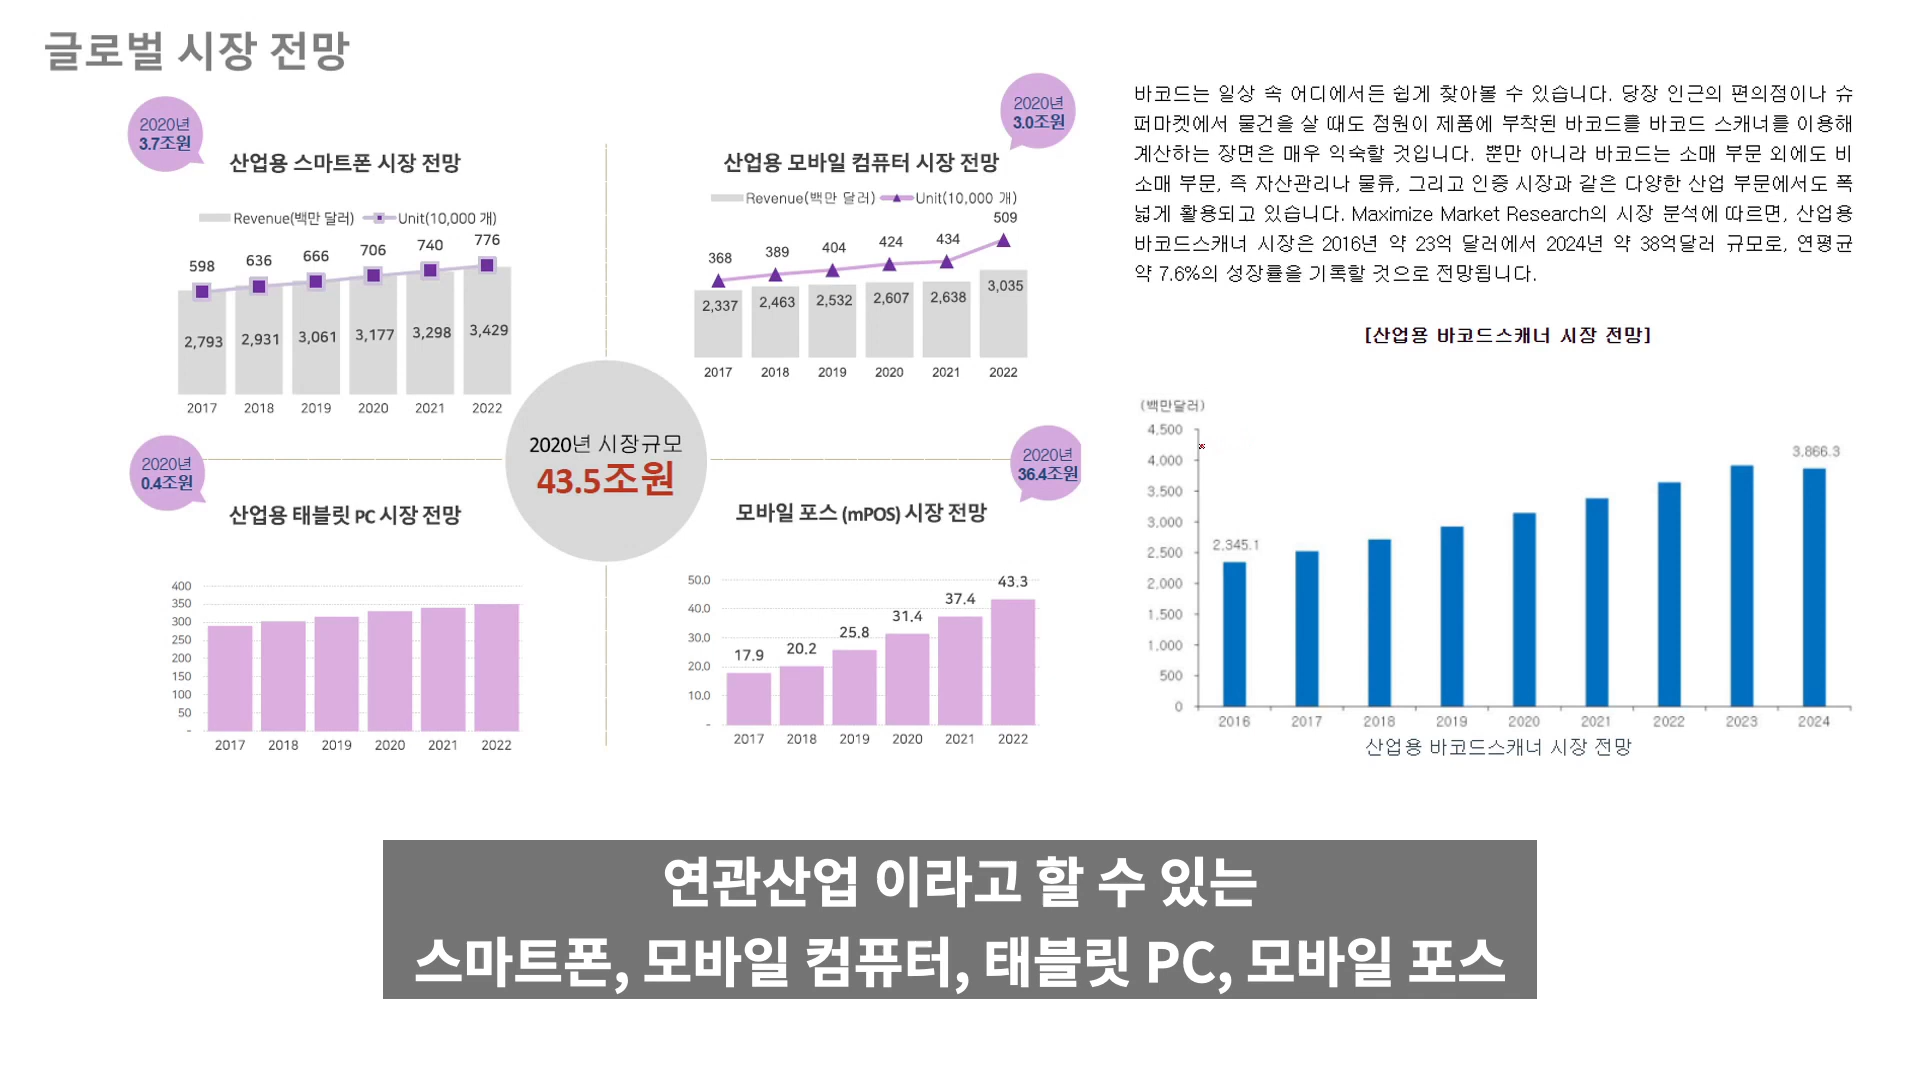 글로벌 시장 전망
2020년
3.7조원
산업용 스마트폰 시장 전망
Revenue(백만 달러) Unit(10,000 개)
598 636 666 706 740 776
2,793 2,931 3,061 3,177 3,298 3,429
2017 2018 2019 2020 2021 2022
2020년
3.0조원
산업용 모바일 컴퓨터 시장 전망
Revenue(백만 달러) Unit(10,000 개)
368 389 404 424 434 509
2,337 2,463 2,532 2,607 2,638 3,035
2017 2018 2019 2020 2021 2022
2020년 시장규모
43.5조원
2020년
0.4조원
산업용 태블릿 PC 시장 전망
400
350
300
250
200
150
100
50
-
2017 2018 2019 2020 2021 2022
2020년
36.4조원
모바일 포스 (mPOS) 시장 전망
50.0
40.0
30.0
20.0
10.0
-
17.9 20.2 25.8 31.4 37.4 43.3
2017 2018 2019 2020 2021 2022
바코드는 일상 속 어디에서든 쉽게 찾아볼 수 있습니다. 당장 인근의 편의점이나 슈
퍼마켓에서 물건을 살 때도 점원이 제품에 부착된 바코드를 바코드 스캐너를 이용해
계산하는 장면은 매우 익숙할 것입니다. 뿐만 아니라 바코드는 소매 부문 외에도 비
소매 부문, 즉 자산관리나 물류, 그리고 인증 시장과 같은 다양한 산업 부문에서도 폭
넓게 활용되고 있습니다. Maximize Market Research의 시장 분석에 따르면, 산업용
바코드스캐너 시장은 2016년 약 23억 달러에서 2024년 약 38억달러 규모로, 연평균
약 7.6%의 성장률을 기록할 것으로 전망됩니다.
[산업용 바코드스캐너 시장 전망]
(백만달러)
4,500
4,000
3,500
3,000
2,500
2,000
1,500
1,000
500
0
2,345.1 3,866.3
2016 2017 2018 2019 2020 2021 2022 2023 2024
산업용 바코드스캐너 시장 전망
연관산업 이라고 할 수 있는
스마트폰, 모바일 컴퓨터, 태블릿 PC, 모바일 포스